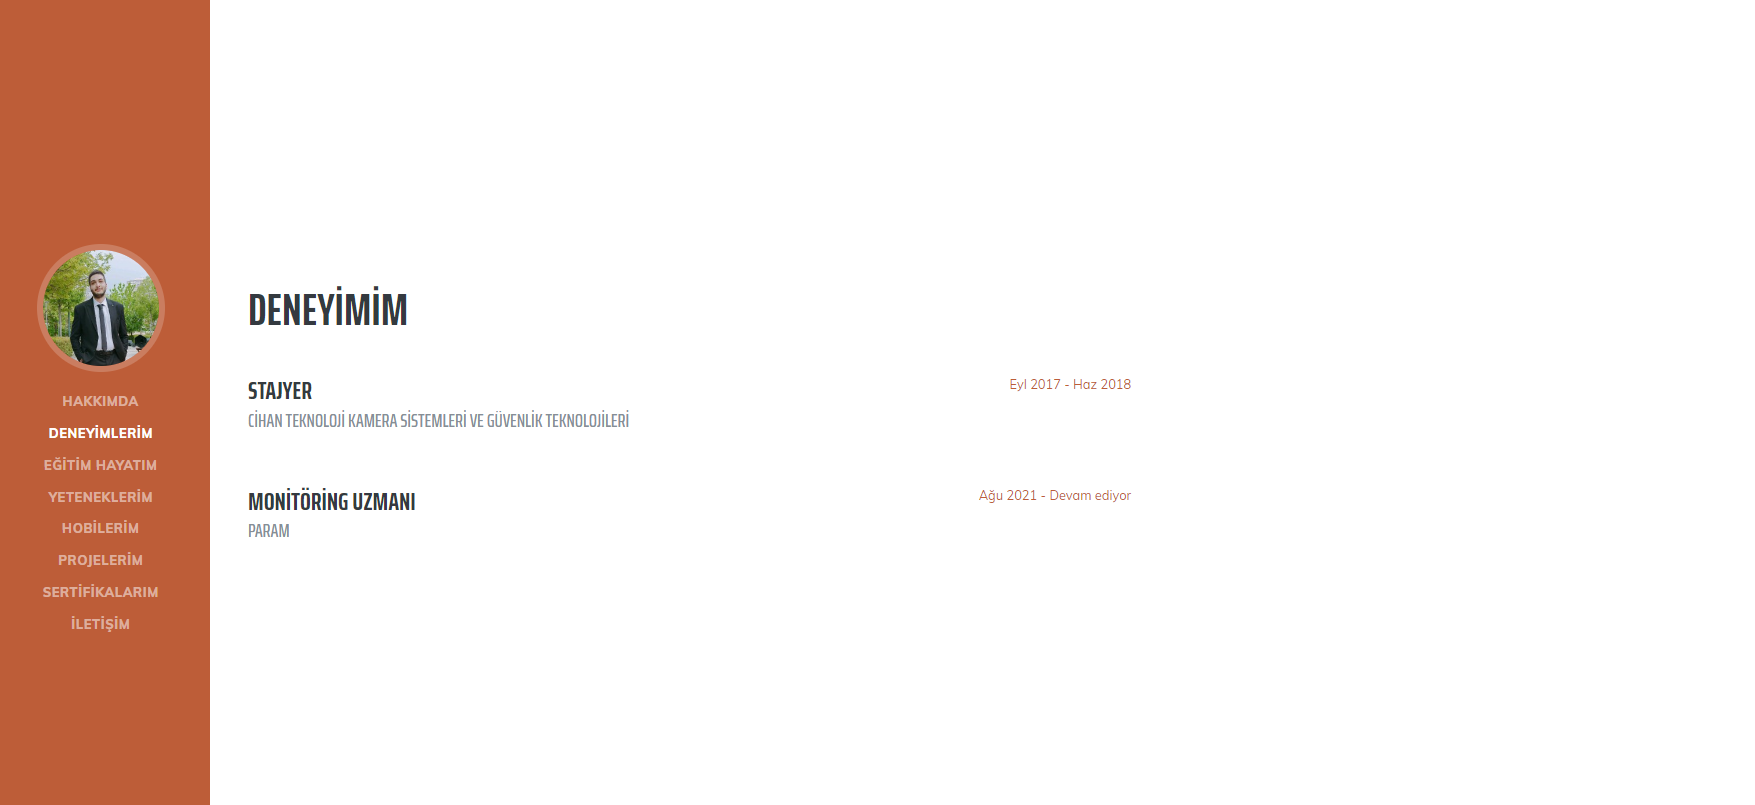 HAKKIMDA
DENEYİMLERİM
EĞİTİM HAYATIM
YETENEKLERİM
HOBİLERİM
PROJELERİM
SERTİFİKALARIM
İLETİŞİM
DENEYİMİM
STAJYER
Eyl 2017 - Haz 2018
CİHAN TEKNOLOJİ KAMERA SİSTEMLERİ VE GÜVENLİK TEKNOLOJİLERİ
MONİTÖRİNG UZMANI
Ağu 2021 - Devam ediyor
PARAM